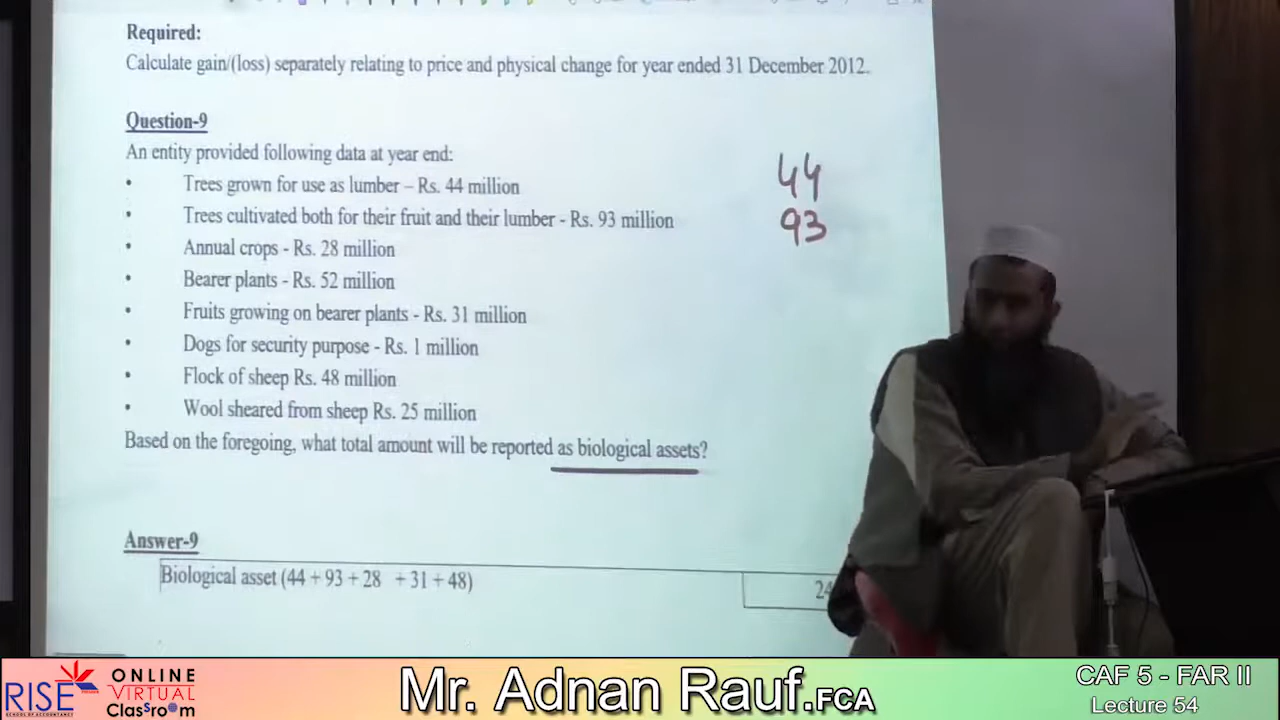 Required:
Calculate gain/(loss) separately relating to price and physical change for year ended 31 December 2012.
Question-9
An entity provided following data at year end:
• Trees grown for use as lumber – Rs. 44 million
• Trees cultivated both for their fruit and their lumber - Rs. 93 million
• Annual crops - Rs. 28 million
• Bearer plants - Rs. 52 million
• Fruits growing on bearer plants - Rs. 31 million
• Dogs for security purpose - Rs. 1 million
• Flock of sheep Rs. 48 million
• Wool sheared from sheep Rs. 25 million
Based on the foregoing, what total amount will be reported as biological assets?
44
93
Answer-9
Biological asset (44 + 93 + 28 + 31 + 48)
RISE
SCHOOL OF ACCOUNTANCY
ONLINE
VIRTUAL
Classroom
Mr. Adnan Rauf.FCA
CAF 5 - FAR II
Lecture 54